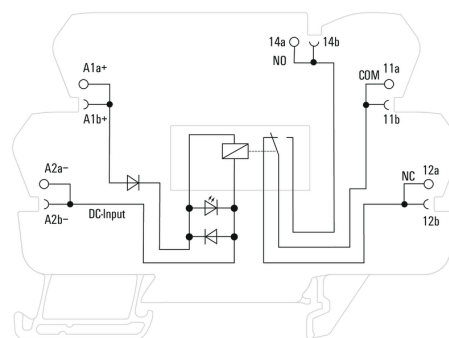 14a
14b
NO
A1a+
A1b+
COM
11a
11b
A2a−
A2b−
DC-Input
NC
12a
12b